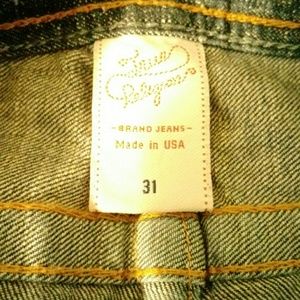 True
Religion
-BRAND JEANS-
Made in USA
31